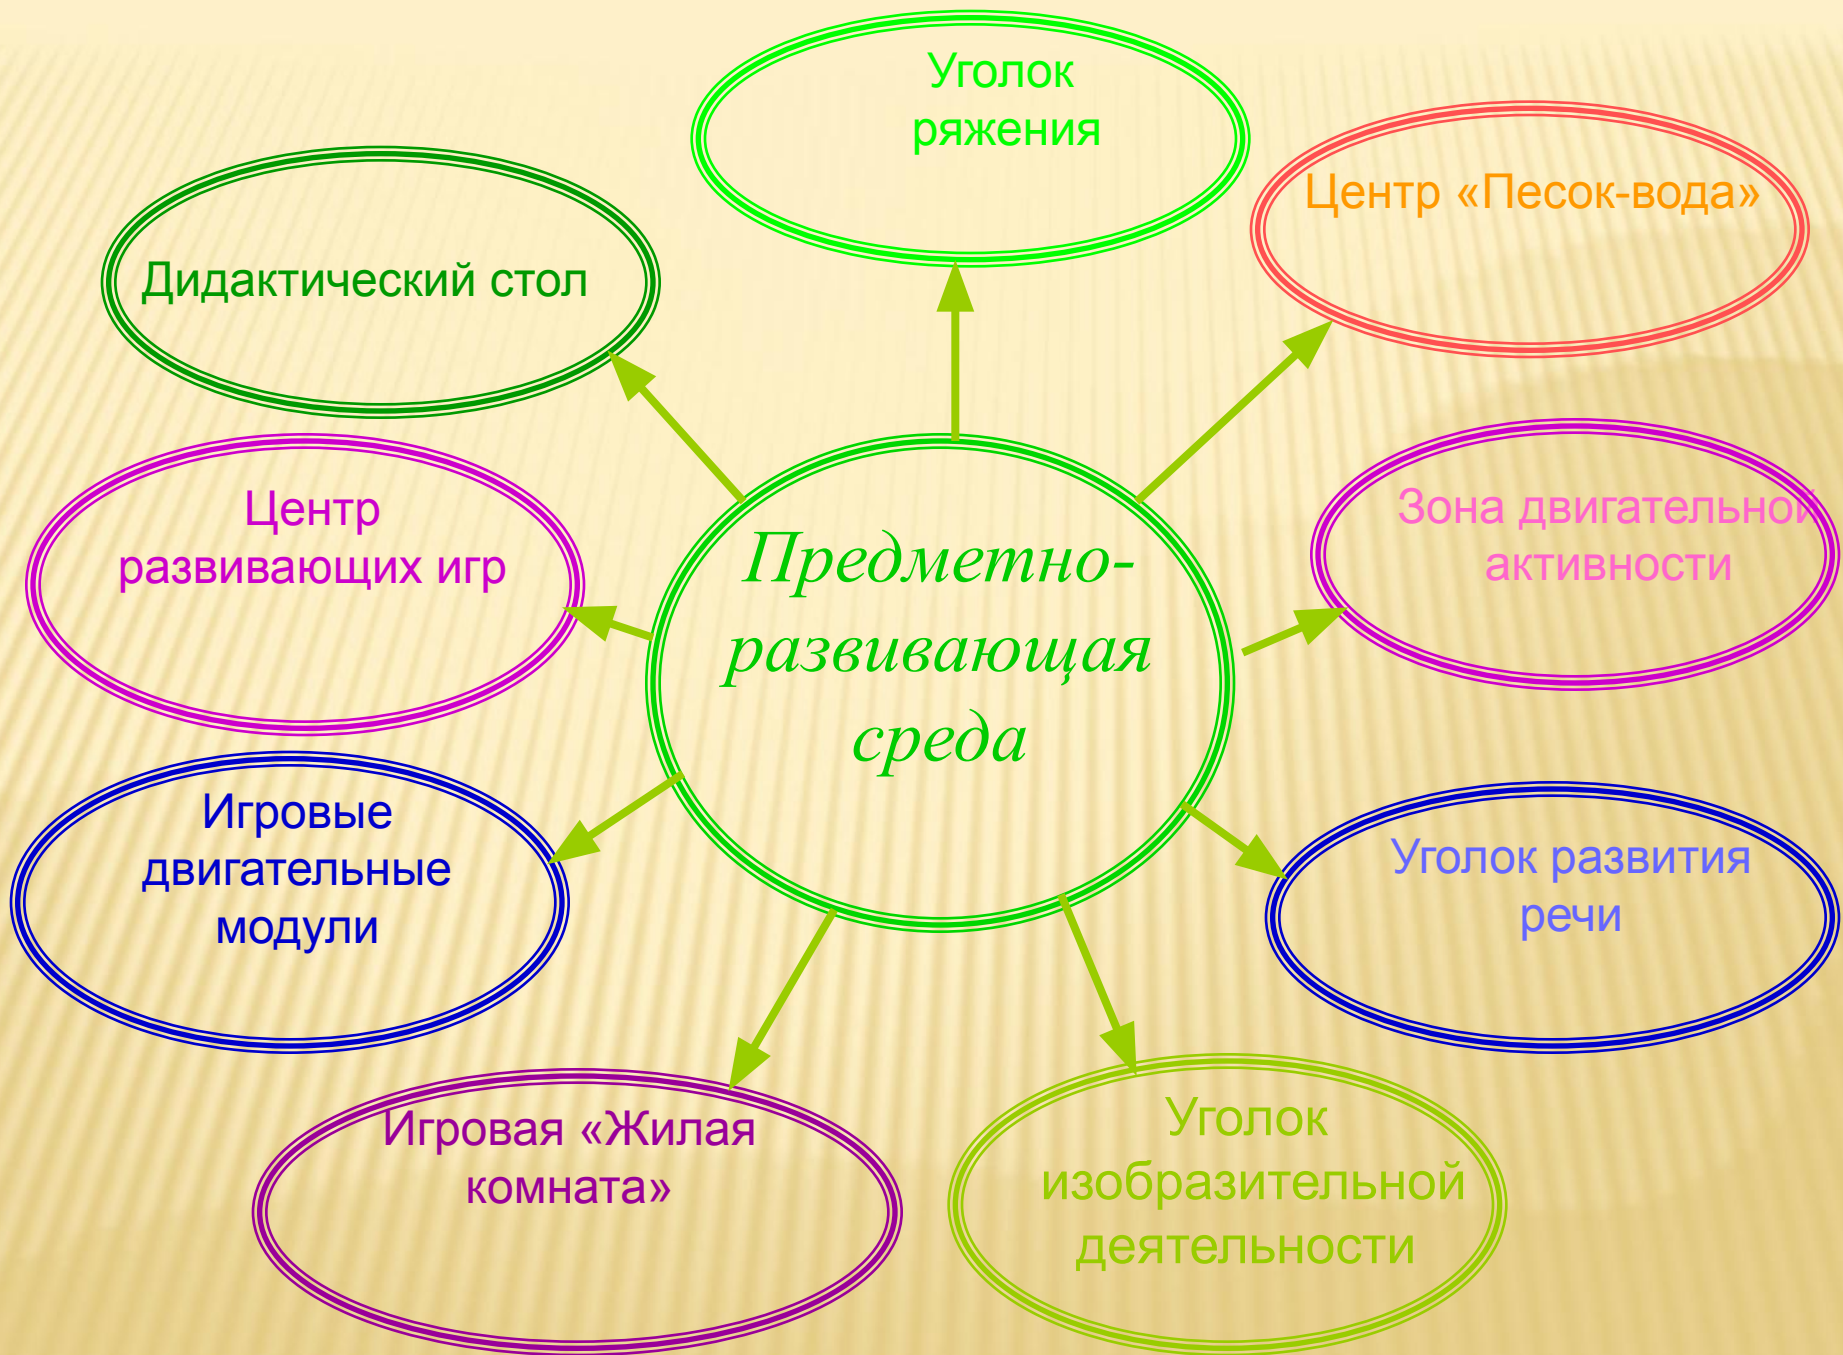 Уголок
ряжения
Центр «Песок-вода»
Дидактический стол
Центр
развивающих игр
Зона двигательной
активности
Предметно-
развивающая
среда
Игровые
двигательные
модули
Уголок развития
речи
Игровая «Жилая
комната»
Уголок
изобразительной
деятельности